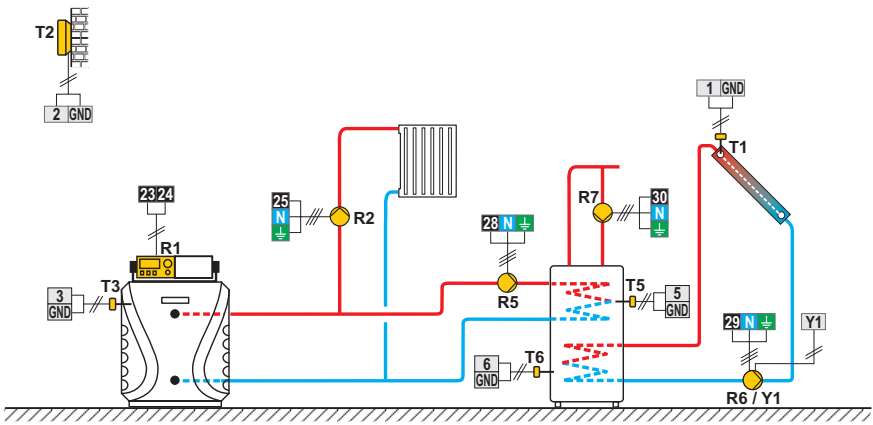 T2
2 GND
1 GND
T1
23 24
R1
25
N
R2
28 N
R5
R7
30
N
3
GND
T3
T5
5
GND
6
GND
T6
29 N
Y1
R6 / Y1